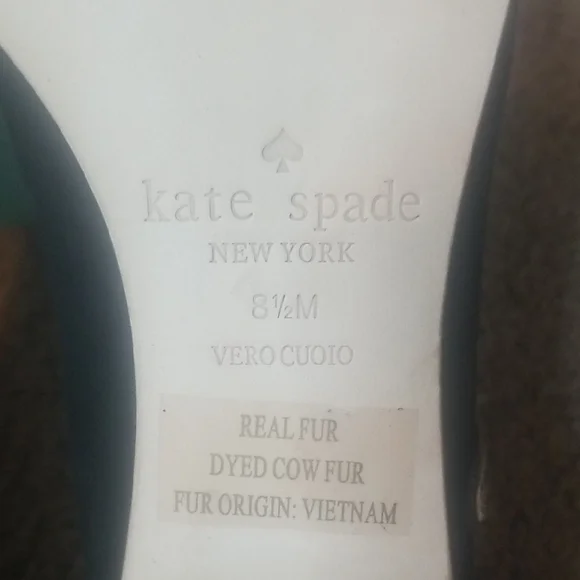 kate spade
NEW YORK
8½M
VERO CUOIO
REAL FUR
DYED COW FUR
FUR ORIGIN: VIETNAM